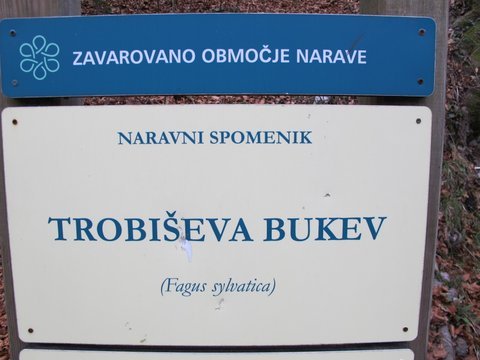 ZAVAROVANO OBMOČJE NARAVE
NARAVNI SPOMENIK
TROBIŠEVA BUKEV
(Fagus sylvatica)